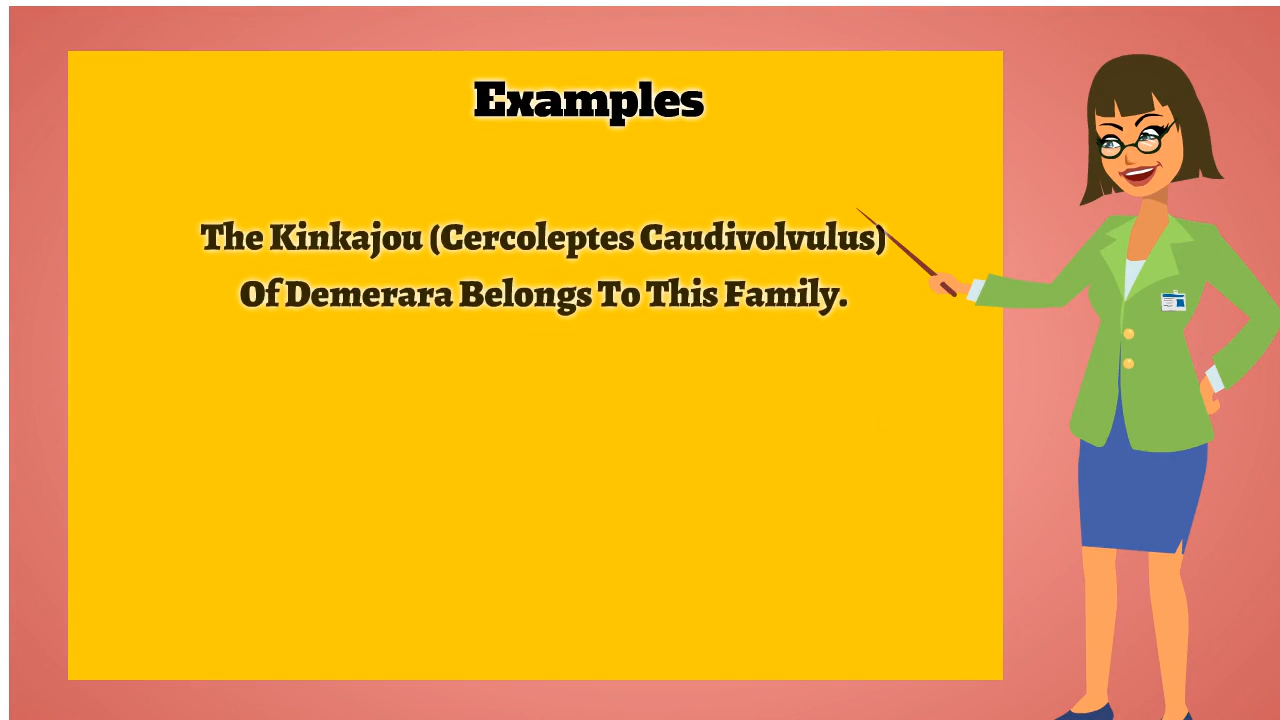 Examples
The Kinkajou (Cercoleptes Caudivolvulus)
Of Demerara Belongs To This Family.